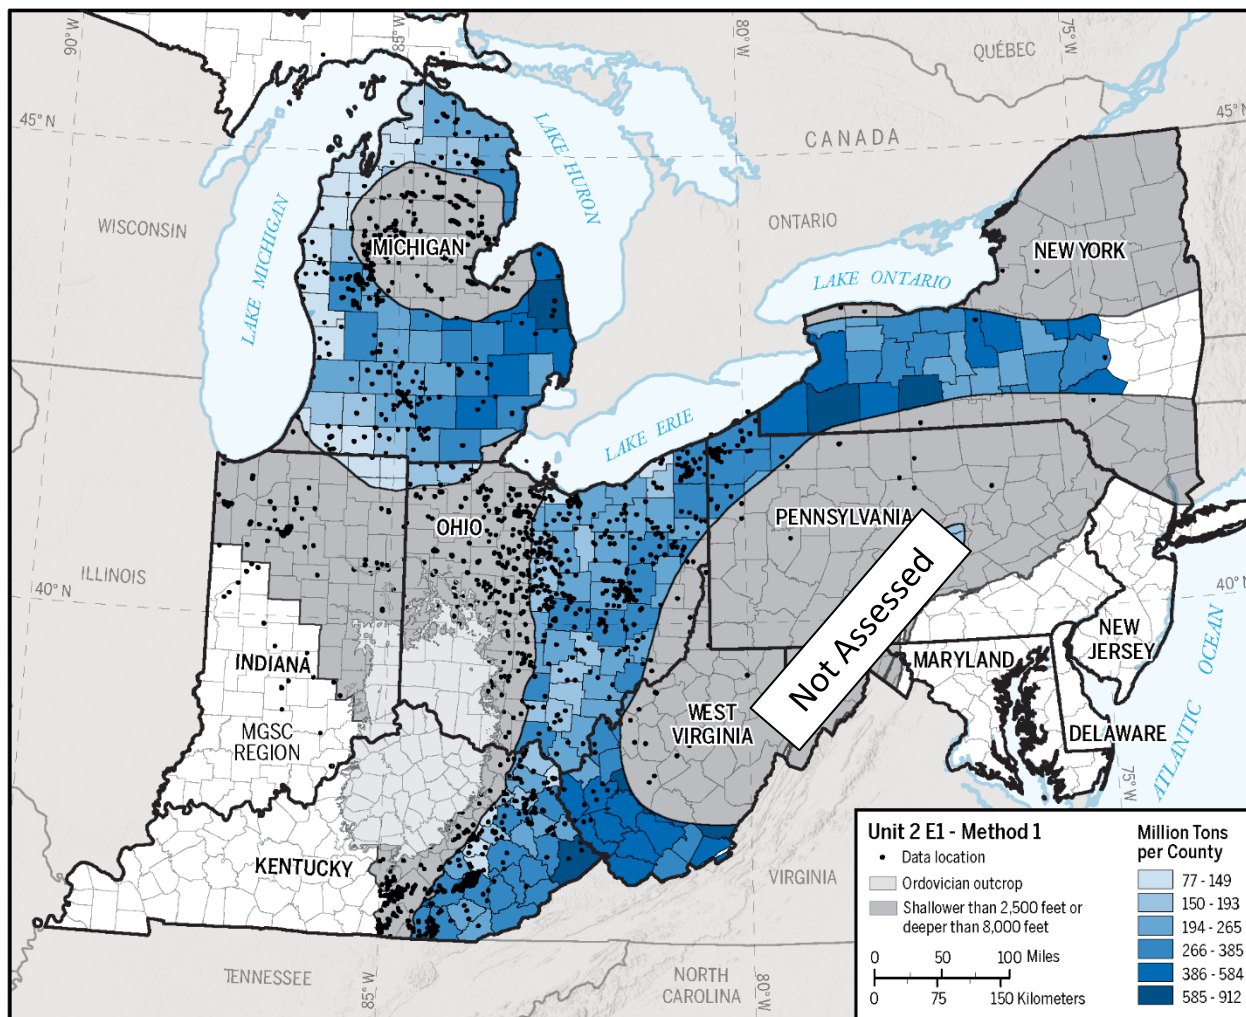 90° W
85° W
80° W
75° W
QUÉBEC
45° N
45° N
CANADA
LAKE HURON
ONTARIO
WISCONSIN
MICHIGAN
NEW YORK
LAKE MICHIGAN
LAKE ONTARIO
LAKE ERIE
OHIO
PENNSYLVANIA
ILLINOIS
40° N
40° N
Not Assessed
NEW
JERSEY
INDIANA
MARYLAND
WEST
VIRGINIA
MGSC
REGION
DELAWARE
ATLANTIC OCEAN
75° W
KENTUCKY
VIRGINIA
TENNESSEE
85° W
NORTH
CAROLINA
80° W
Unit 2 E1 - Method 1
Data location
Ordovician outcrop
Shallower than 2,500 feet or
deeper than 8,000 feet
0 50 100 Miles
0 75 150 Kilometers
Million Tons
per County
77 - 149
150 - 193
194 - 265
266 - 385
386 - 584
585 - 912